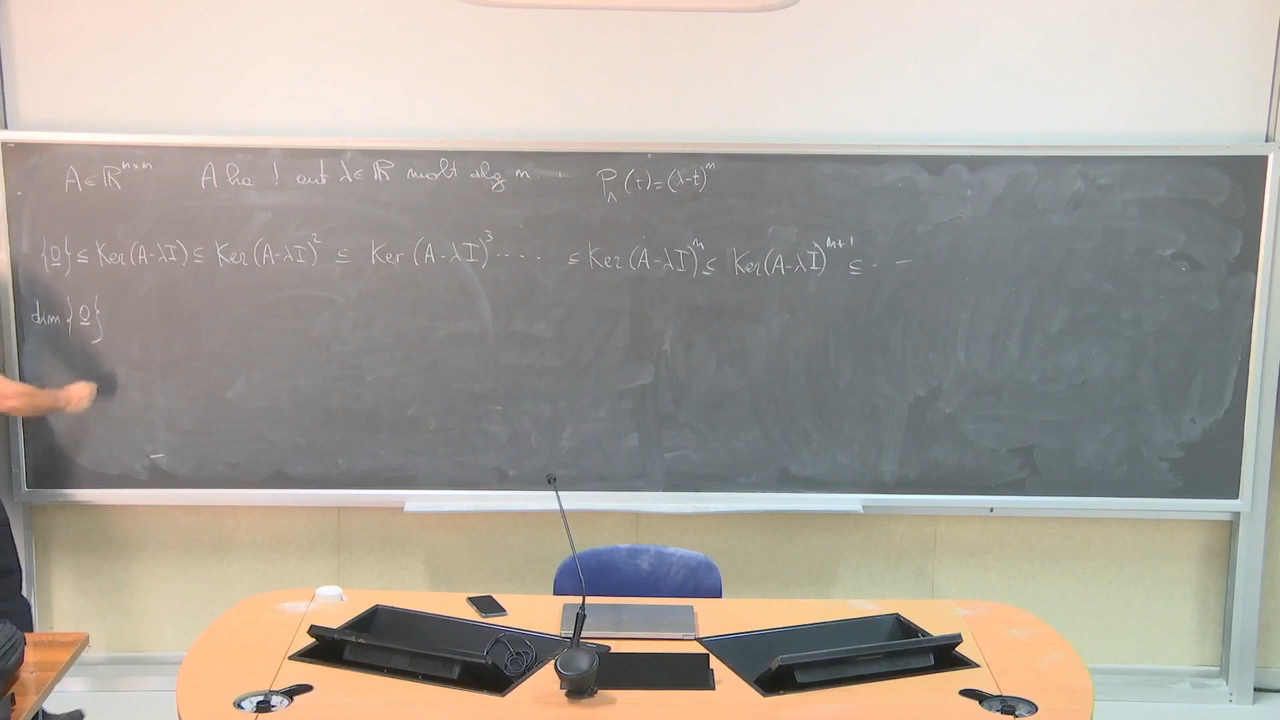 A ∈ ℝ^{n×n} A ha ! aut λ ∈ ℝ molt alg n. P_A(t) = (λ-t)^n
{0} ≤ Ker(A-λI) ≤ Ker(A-λI)^2 ≤ Ker(A-λI)^3 .... ≤ Ker(A-λI)^m ≤ Ker(A-λI)^{m+1} ≤ ...
dim {0}